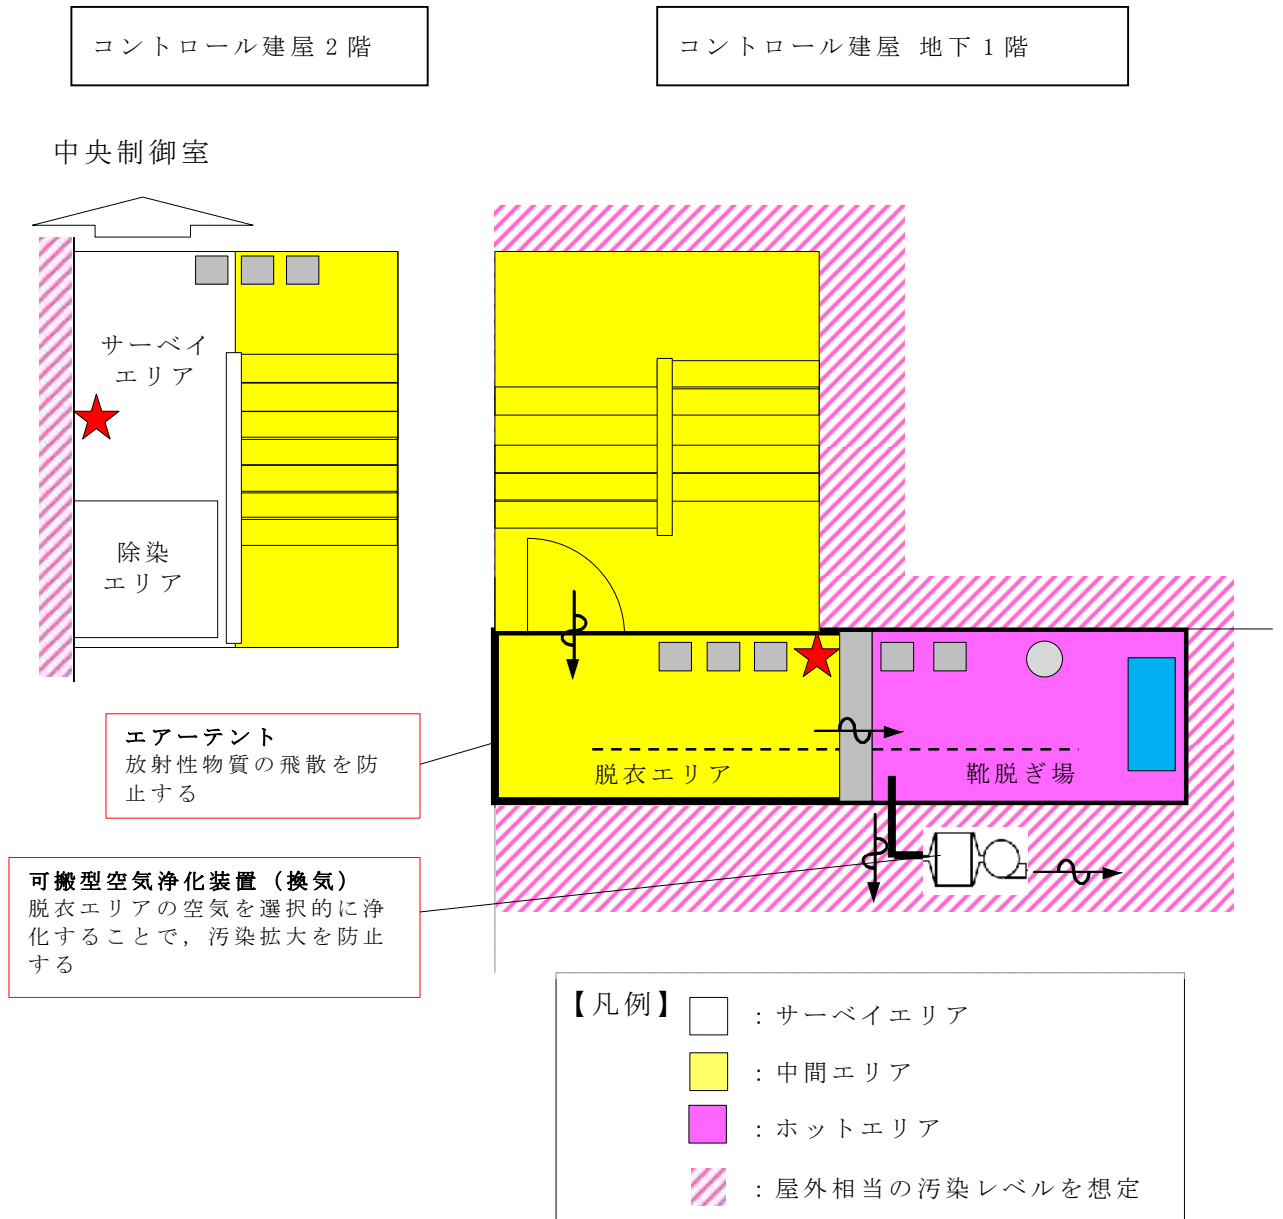 コントロール建屋2階
コントロール建屋 地下1階
中央制御室
サーベイ
エリア
除染
エリア
エアーテント
放射性物質の飛散を防
止する
脱衣エリア
靴脱ぎ場
可搬型空気浄化装置（換気）
脱衣エリアの空気を選択的に浄
化することで，汚染拡大を防止
する
【凡例】
：サーベイエリア
：中間エリア
：ホットエリア
：屋外相当の汚染レベルを想定